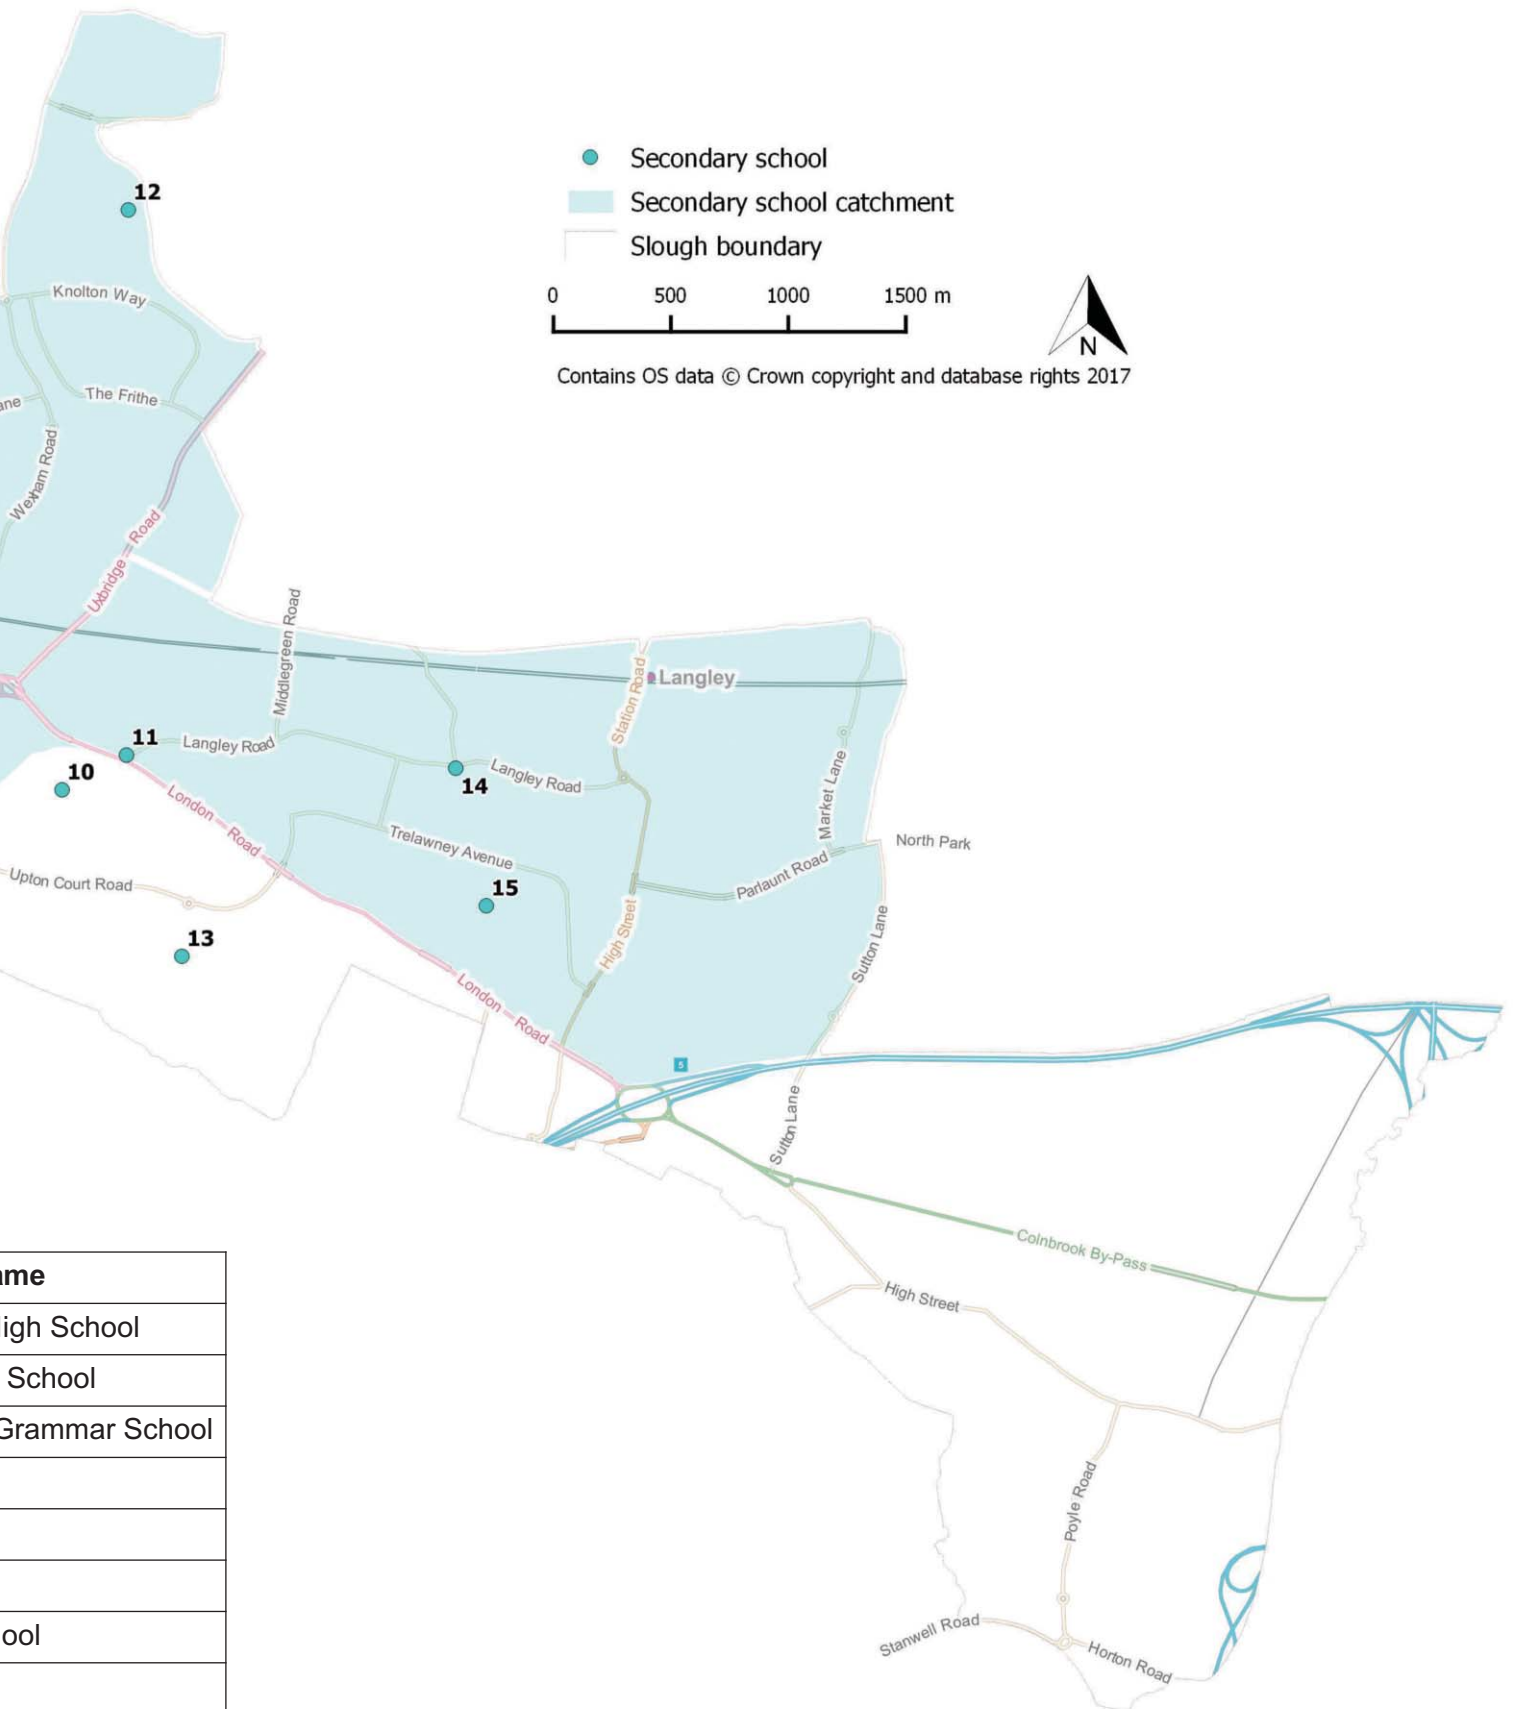 12
Secondary school
Secondary school catchment
Slough boundary
0 500 1000 1500 m
N
Contains OS data © Crown copyright and database rights 2017
Knolton Way
The Frithe
Wexham Road
Uxbridge Road
Middlegreen Road
Station Road
Langley
11
Langley Road
10
14
Langley Road
Market Lane
London Road
Trelawney Avenue
North Park
Parlaunt Road
Upton Court Road
15
High Street
Sutton Lane
13
London Road
5
Sutton Lane
Colnbrook By-Pass
High Street
Poyle Road
Stanwell Road
Horton Road
ame
igh School
School
Grammar School
ool